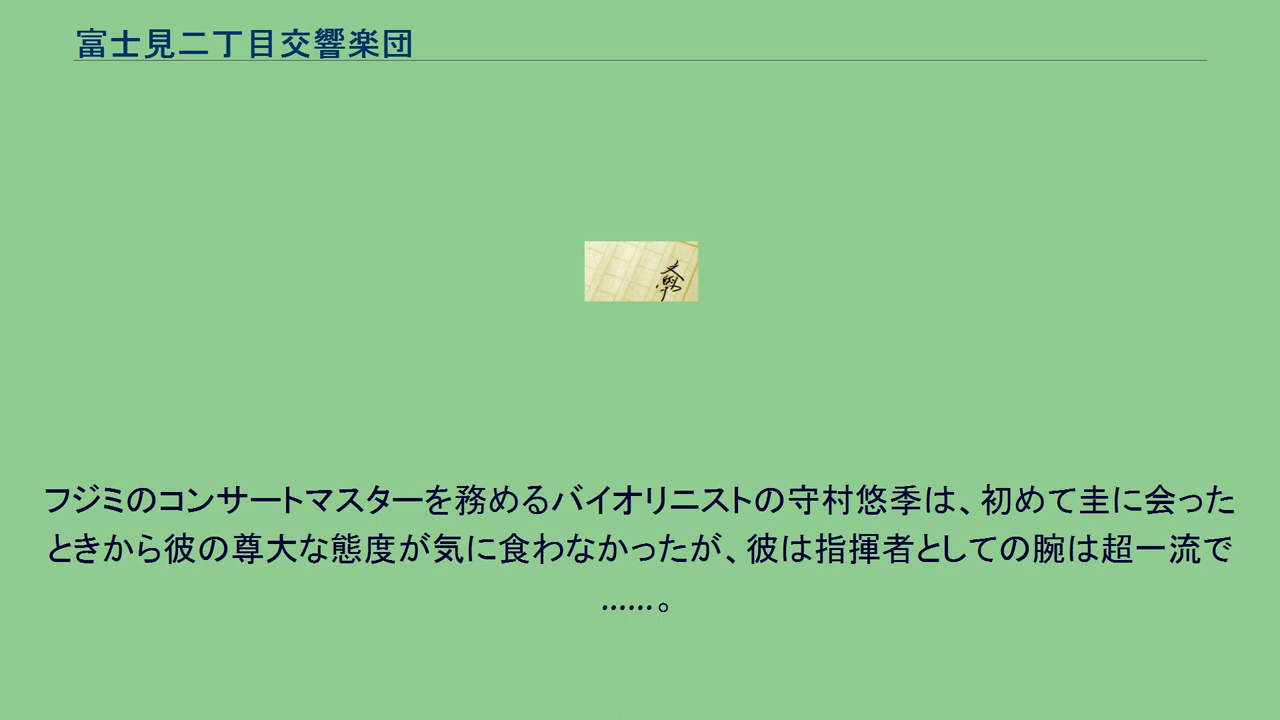 富士見二丁目交響楽団
フジミのコンサートマスターを務めるバイオリニストの守村悠季は、初めて圭に会った
ときから彼の尊大な態度が気に食わなかったが、彼は指揮者としての腕は超一流で
……。